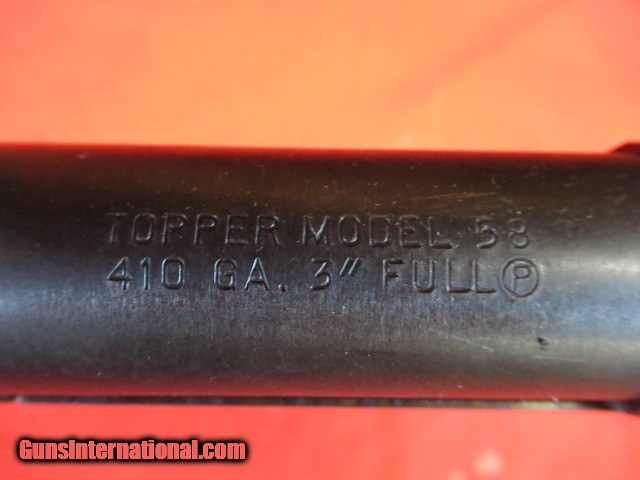 TOPPER MODEL 58
410 GA. 3" FULL Ⓟ
GunsInternational.com